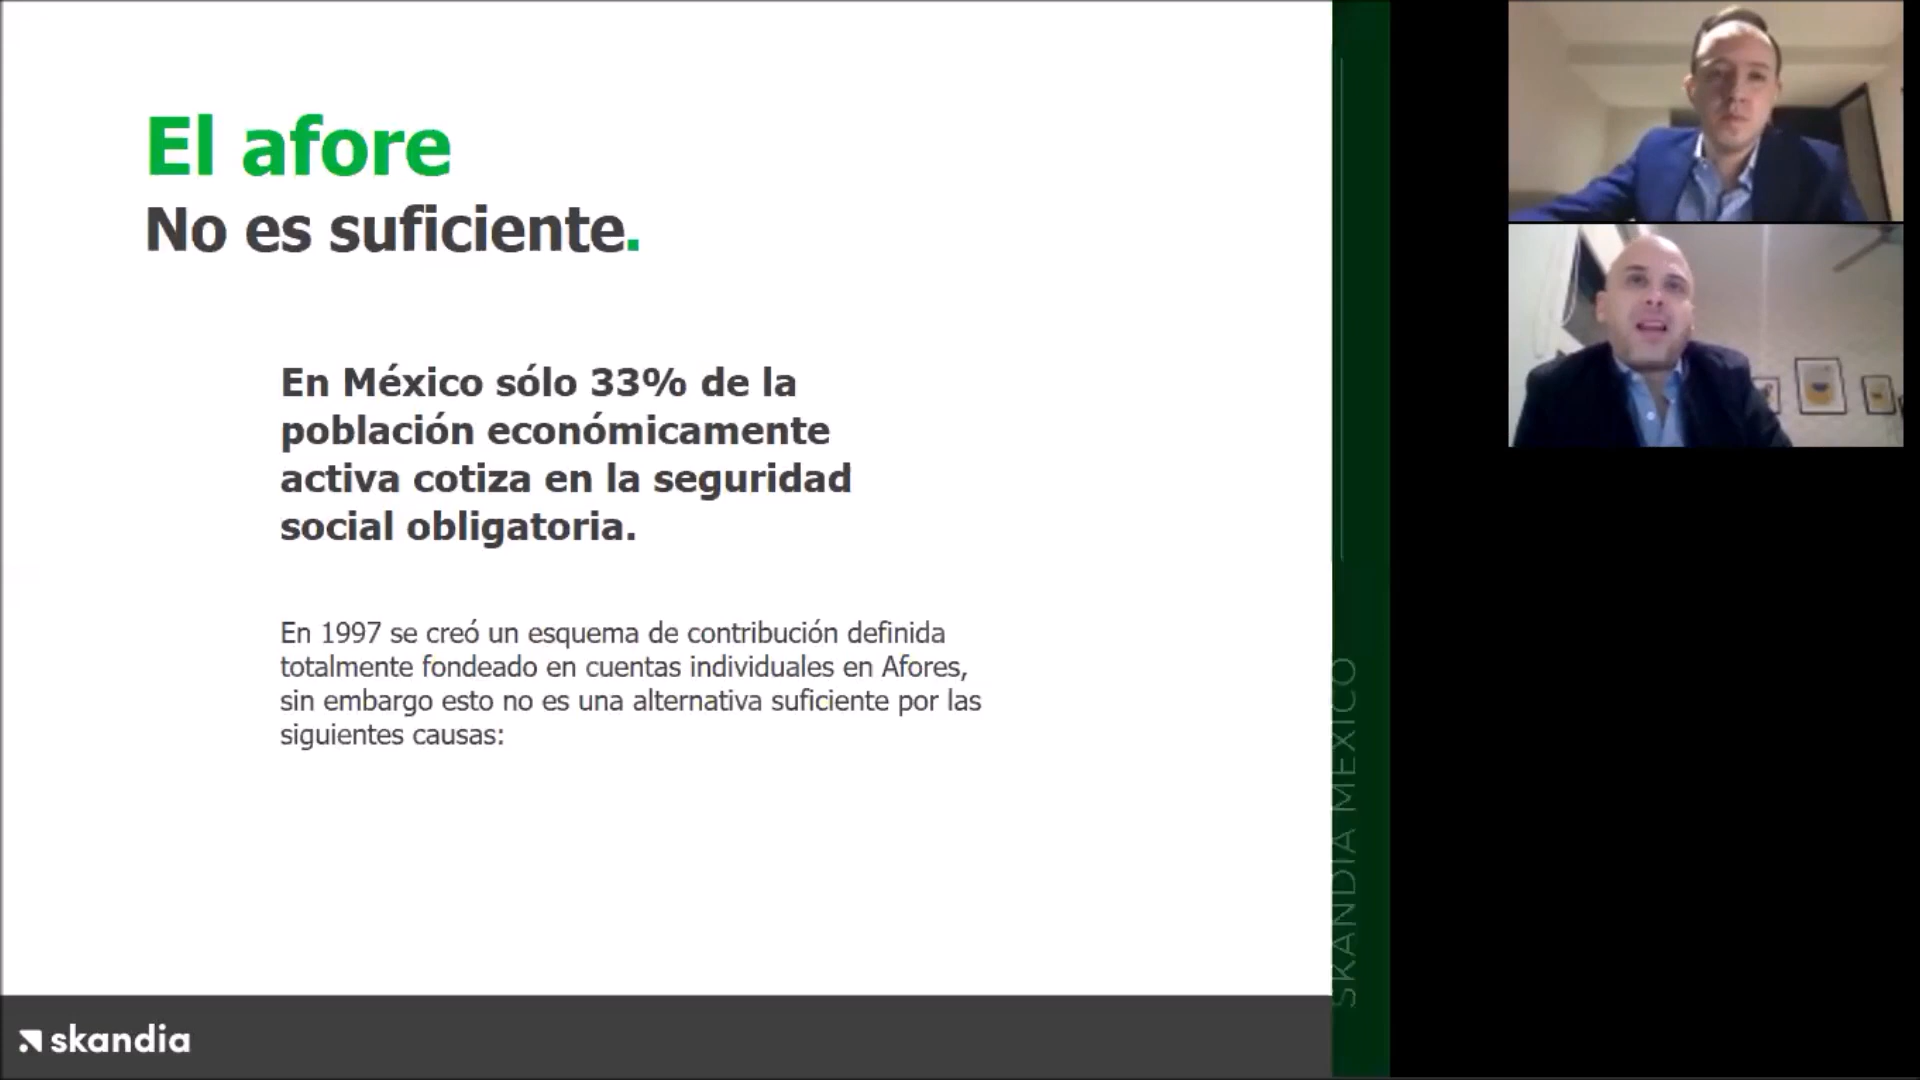 El afore
No es suficiente.
En México sólo 33% de la
población económicamente
activa cotiza en la seguridad
social obligatoria.
En 1997 se creó un esquema de contribución definida
totalmente fondeado en cuentas individuales en Afores,
sin embargo esto no es una alternativa suficiente por las
siguientes causas:
SKANDIA MEXICO
skandia